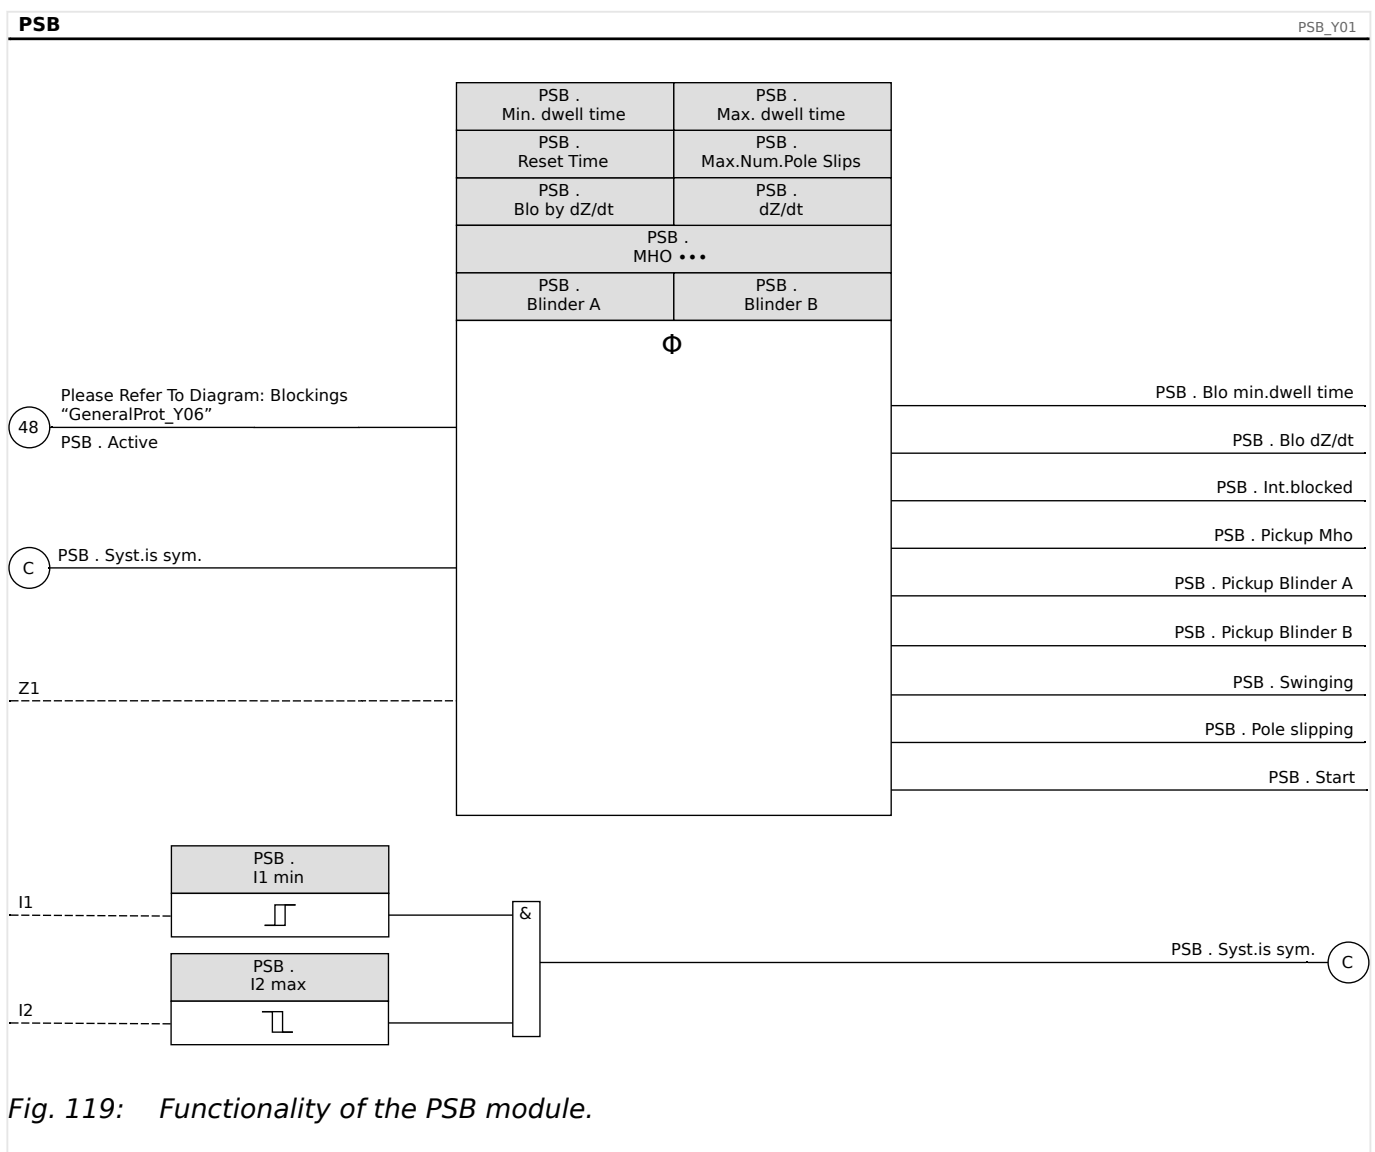 PSB
PSB_Y01
PSB .
Min. dwell time
PSB .
Max. dwell time
PSB .
Reset Time
PSB .
Max.Num.Pole Slips
PSB .
Blo by dZ/dt
PSB .
dZ/dt
PSB .
MHO •••
PSB .
Blinder A
PSB .
Blinder B
Φ
Please Refer To Diagram: Blockings
“GeneralProt_Y06”
48
PSB . Active
PSB . Syst.is sym.
C
Z1
PSB . Blo min.dwell time
PSB . Blo dZ/dt
PSB . Int.blocked
PSB . Pickup Mho
PSB . Pickup Blinder A
PSB . Pickup Blinder B
PSB . Swinging
PSB . Pole slipping
PSB . Start
PSB .
I1 min
I1
&
PSB .
I2 max
I2
PSB . Syst.is sym.
C
Fig. 119: Functionality of the PSB module.